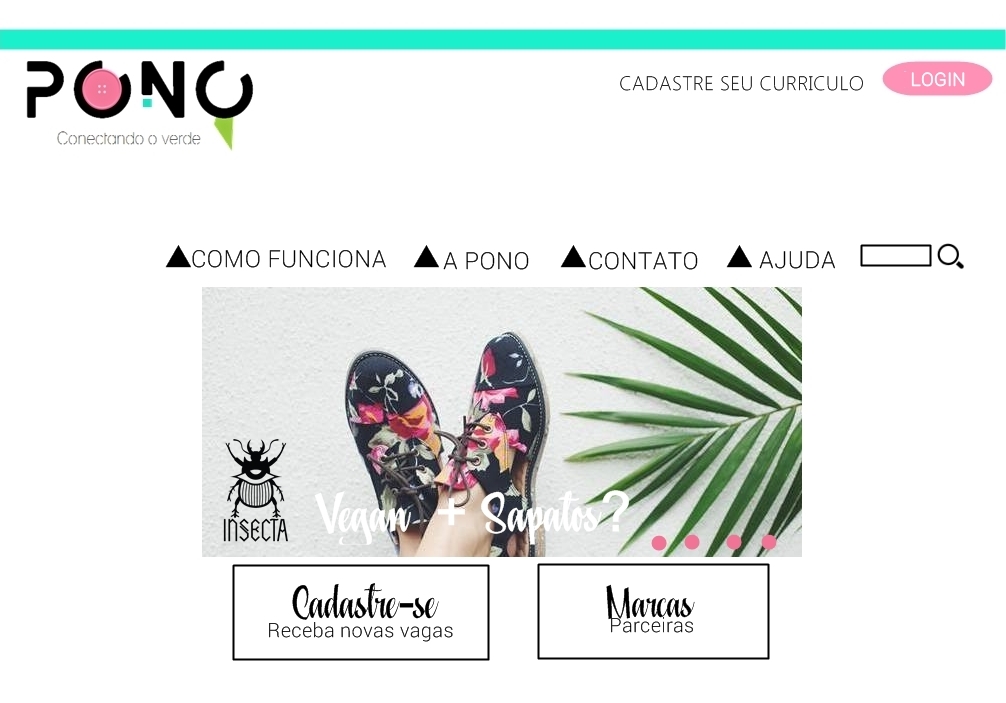 PONO
Conectando o verde
CADASTRE SEU CURRICULO
LOGIN
COMO FUNCIONA
A PONO
CONTATO
AJUDA
INSECTA
Vegan + Sapatos?
Cadastre-se
Receba novas vagas
Marcas
Parceiras